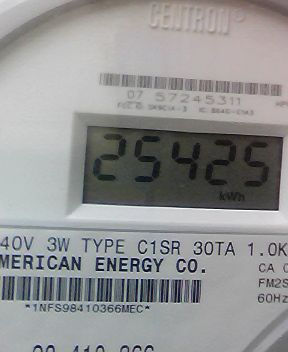 CENTRON®
07 57245311
25425
kWh
40V 3W TYPE C1SR 30TA 1.0K
MERICAN ENERGY CO.
CA 0
FM2S
*1NFS98410366MEC*
60Hz